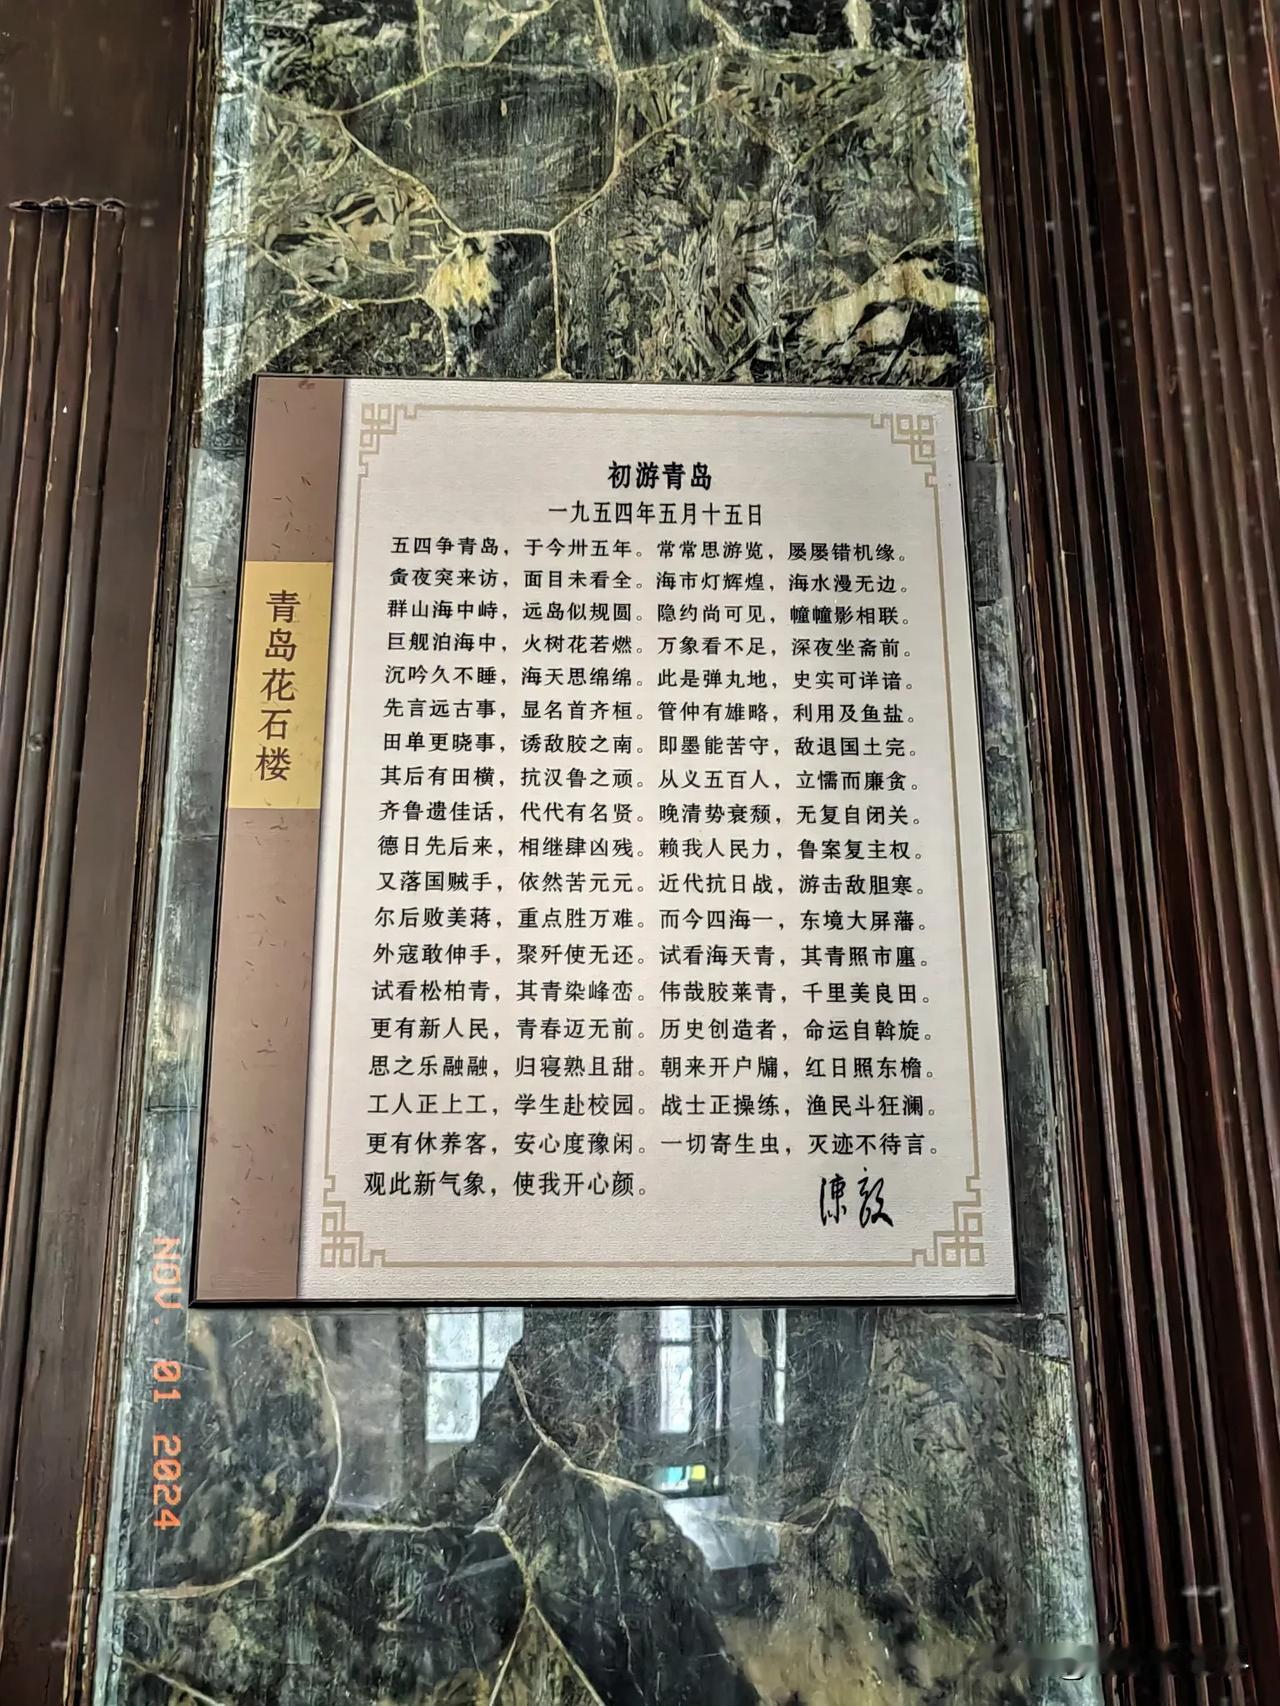 初游青岛
一九五四年五月十五日
五四争青岛，于今卅五年。常常思游览，屡屡错机缘。
夤夜突来访，面目未看全。海市灯辉煌，海水漫无边。
群山海中峙，远岛似规圆。隐约尚可见，幢幢影相联。
巨舰泊海中，火树花若燃。万象看不足，深夜坐斋前。
沉吟久不睡，海天思绵绵。此是弹丸地，史实可详谙。
先言远古事，显名首齐桓。管仲有雄略，利用及鱼盐。
田单更晓事，诱敌胶之南。即墨能苦守，敌退国土完。
其后有田横，抗汉鲁之顽。从义五百人，立懦而廉贪。
齐鲁遗佳话，代代有名贤。晚清势衰颓，无复自闭关。
德日先后来，相继肆凶残。赖我人民力，鲁案复主权。
又落国贼手，依然苦元元。近代抗日战，游击敌胆寒。
尔后败美蒋，重点胜万难。而今四海一，东境大屏藩。
外寇敢伸手，聚歼使无还。试看海天青，其青照市廛。
试看松柏青，其青染峰峦。伟哉胶莱青，千里美良田。
更有新人民，青春迈无前。历史创造者，命运自斡旋。
思之乐融融，归寝熟且甜。朝来开户牖，红日照东檐。
工人正上工，学生赴校园。战士正操练，渔民斗狂澜。
更有休养客，安心度豫闲。一切寄生虫，灭迹不待言。
观此新气象，使我开心颜。
陈毅
青岛花石楼
NOV. 01 2024